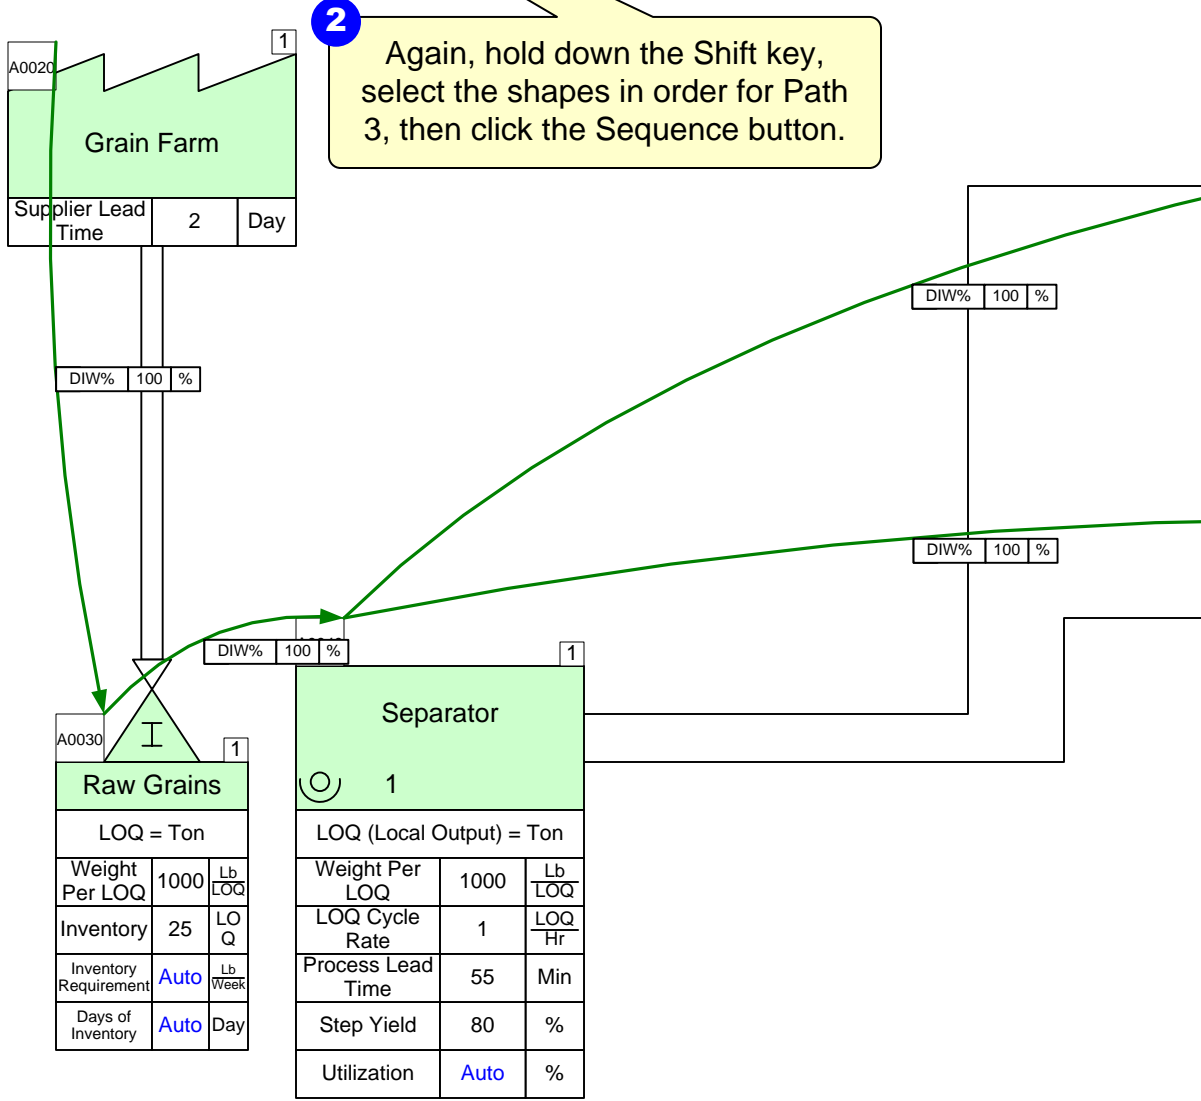 2
Again, hold down the Shift key,
select the shapes in order for Path
3, then click the Sequence button.
A0020
1
Grain Farm
Supplier Lead
Time
2
Day
DIW% 100 %
DIW% 100 %
DIW% 100 %
DIW% 100 %
A0030
I
1
Raw Grains
LOQ = Ton
Weight
Per LOQ
1000
Lb
LOQ
Inventory
25
LO
Q
Inventory
Requirement
Auto
Lb
Week
Days of
Inventory
Auto
Day
1
Separator
1
LOQ (Local Output) = Ton
Weight Per
LOQ
1000
Lb
LOQ
LOQ Cycle
Rate
1
LOQ
Hr
Process Lead
Time
55
Min
Step Yield
80
%
Utilization
Auto
%